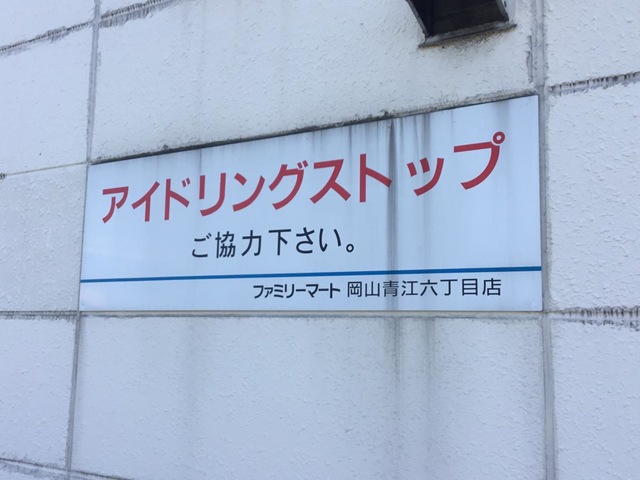 アイドリングストップ
ご協力下さい。
ファミリーマート 岡山青江六丁目店